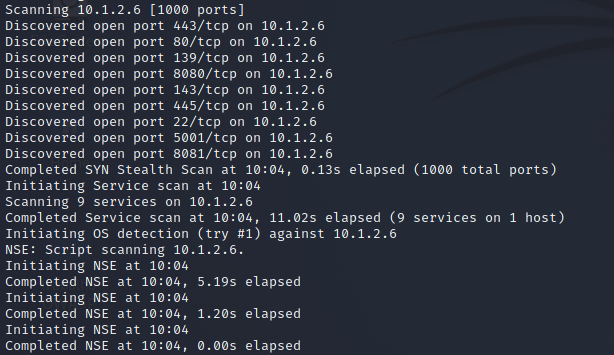 Scanning 10.1.2.6 [1000 ports]
Discovered open port 443/tcp on 10.1.2.6
Discovered open port 80/tcp on 10.1.2.6
Discovered open port 139/tcp on 10.1.2.6
Discovered open port 8080/tcp on 10.1.2.6
Discovered open port 143/tcp on 10.1.2.6
Discovered open port 445/tcp on 10.1.2.6
Discovered open port 22/tcp on 10.1.2.6
Discovered open port 5001/tcp on 10.1.2.6
Discovered open port 8081/tcp on 10.1.2.6
Completed SYN Stealth Scan at 10:04, 0.13s elapsed (1000 total ports)
Initiating Service scan at 10:04
Scanning 9 services on 10.1.2.6
Completed Service scan at 10:04, 11.02s elapsed (9 services on 1 host)
Initiating OS detection (try #1) against 10.1.2.6
NSE: Script scanning 10.1.2.6.
Initiating NSE at 10:04
Completed NSE at 10:04, 5.19s elapsed
Initiating NSE at 10:04
Completed NSE at 10:04, 1.20s elapsed
Initiating NSE at 10:04
Completed NSE at 10:04, 0.00s elapsed